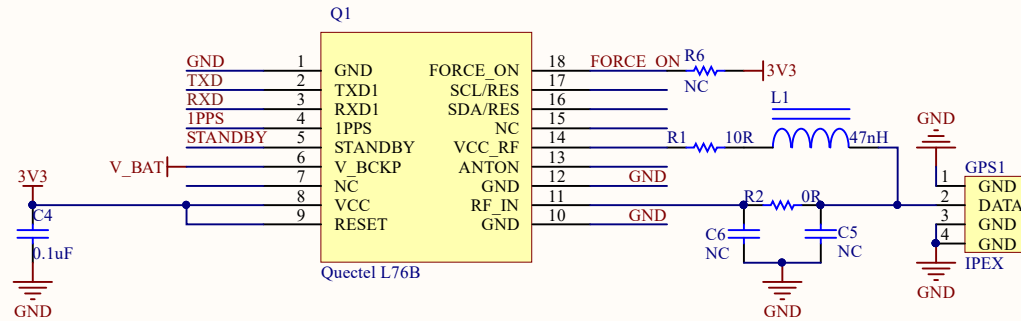 Q1
GND 1 GND FORCE_ON 18 FORCE_ON R6 NC 3V3
TXD 2 TXD1 SCL/RES 17
RXD 3 RXD1 SDA/RES 16
1PPS 4 1PPS NC 15
STANDBY 5 STANDBY VCC_RF 14 R1 10R L1 47nH
V_BAT 6 V_BCKP ANTON 13
7 NC GND 12 GND
3V3 8 VCC RF_IN 11 R2 0R
9 RESET GND 10 GND
Quectel L76B
C4
0.1uF
GND
C6
NC
C5
NC
GND
GND
GPS1
1 GND
2 DATA
3 GND
4 GND
IPEX
GND